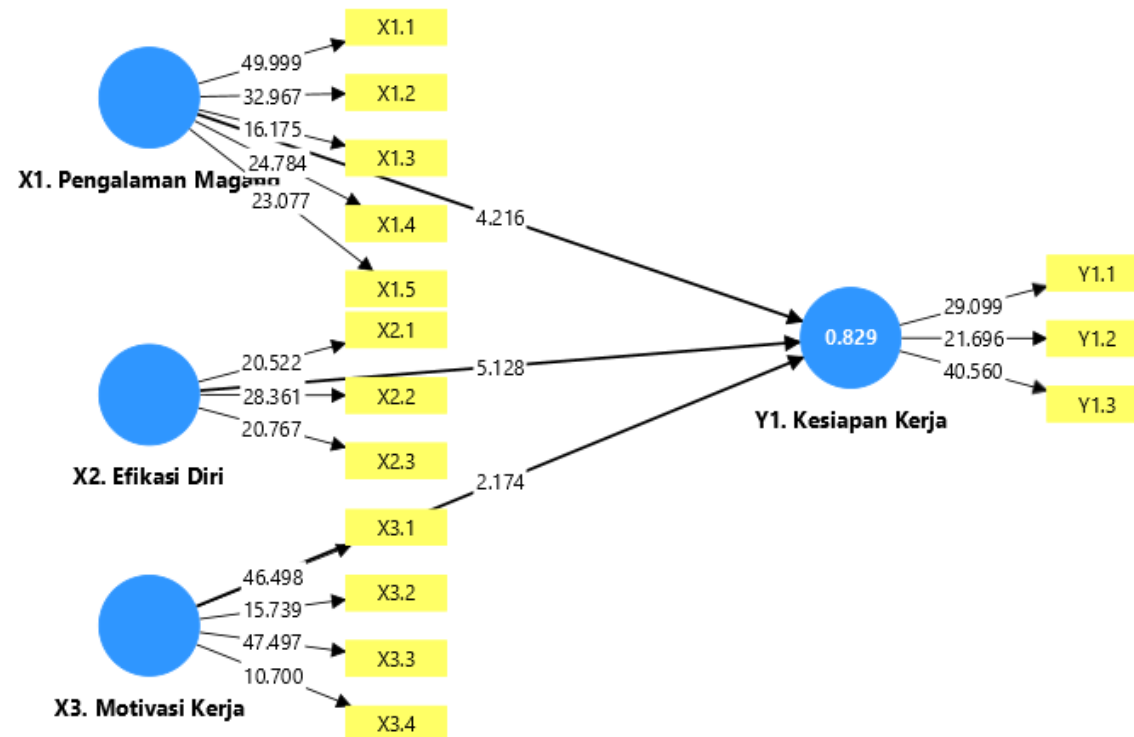 X1.1
49.999
X1.2
32.967
16.175
X1.3
24.784
X1. Pengalaman
23.077
X1.4
4.216
X1.5
X2.1
20.522
5.128
28.361
X2.2
20.767
X2.3
X2. Efikasi Diri
0.829
Y1.1
29.099
21.696
Y1.2
40.560
Y1.3
Y1. Kesiapan Kerja
2.174
X3.1
46.498
X3.2
15.739
47.497
X3.3
10.700
X3. Motivasi Kerja
X3.4